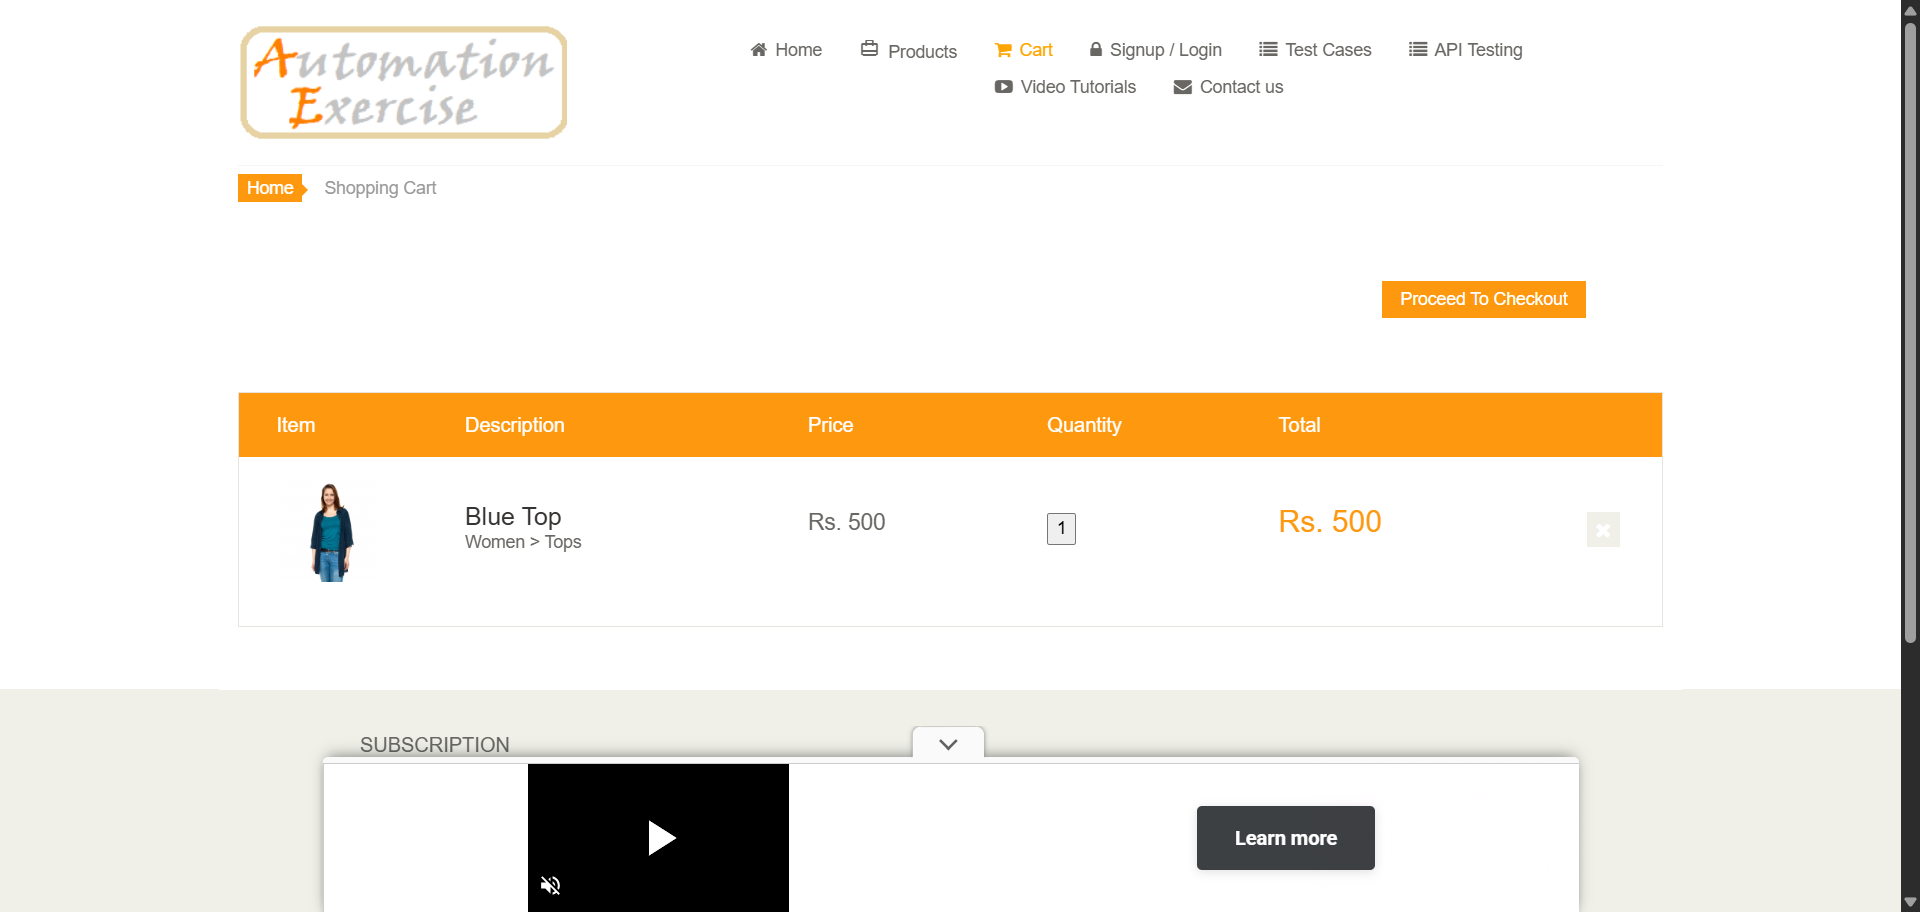 Automation
Exercise
Home
Products
Cart
Signup / Login
Test Cases
API Testing
Video Tutorials
Contact us
Home
Shopping Cart
Proceed To Checkout
Item Description Price Quantity Total
Blue Top
Women > Tops
Rs. 500
1
Rs. 500
SUBSCRIPTION
Learn more